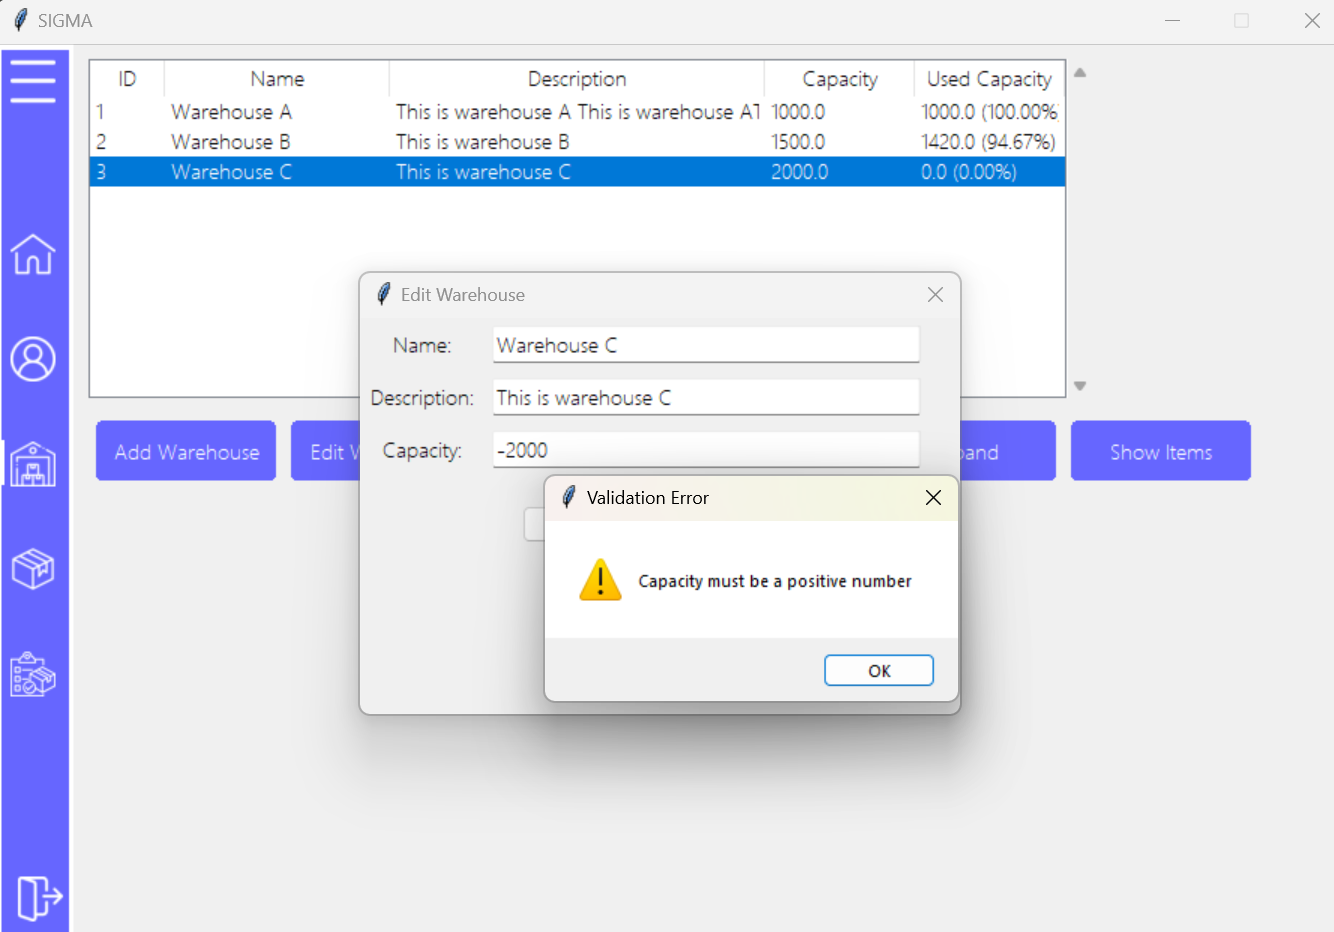 SIGMA
ID Name Description Capacity Used Capacity
1 Warehouse A This is warehouse A This is warehouse A 1000.0 1000.0 (100.00%
2 Warehouse B This is warehouse B 1500.0 1420.0 (94.67%)
3 Warehouse C This is warehouse C 2000.0 0.0 (0.00%)
Edit Warehouse
Name: Warehouse C
Description: This is warehouse C
Capacity: -2000
Add Warehouse Edit Show Items
Validation Error
Capacity must be a positive number
OK